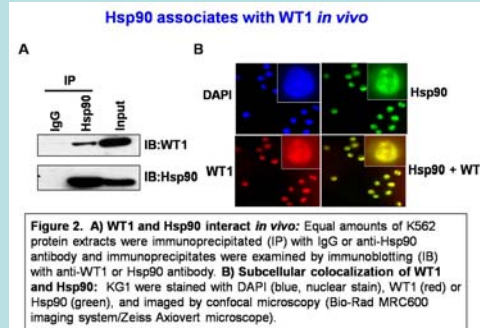 Hsp90 associates with WT1 in vivo
A
B
IP
IgG
Hsp90
Input
IB:WT1
IB:Hsp90
DAPI
Hsp90
WT1
Hsp90 + WT
Figure 2. A) WT1 and Hsp90 interact in vivo: Equal amounts of K562
protein extracts were immunoprecipitated (IP) with IgG or anti-Hsp90
antibody and immunoprecipitates were examined by immunoblotting (IB)
with anti-WT1 or Hsp90 antibody. B) Subcellular colocalization of WT1
and Hsp90: KG1 were stained with DAPI (blue, nuclear stain), WT1 (red) or
Hsp90 (green), and imaged by confocal microscopy (Bio-Rad MRC600
imaging system/Zeiss Axiovert microscope).